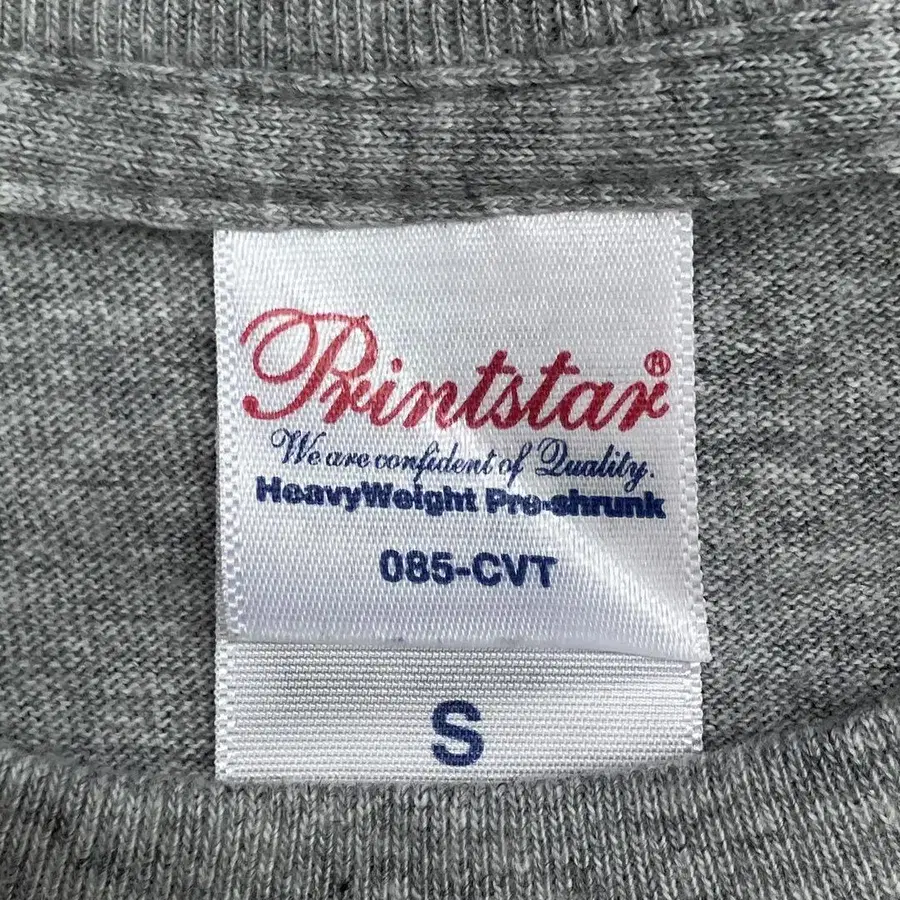 Printstar®
We are confident of Quality.
HeavyWeight Pre-shrunk
085-CVT
S